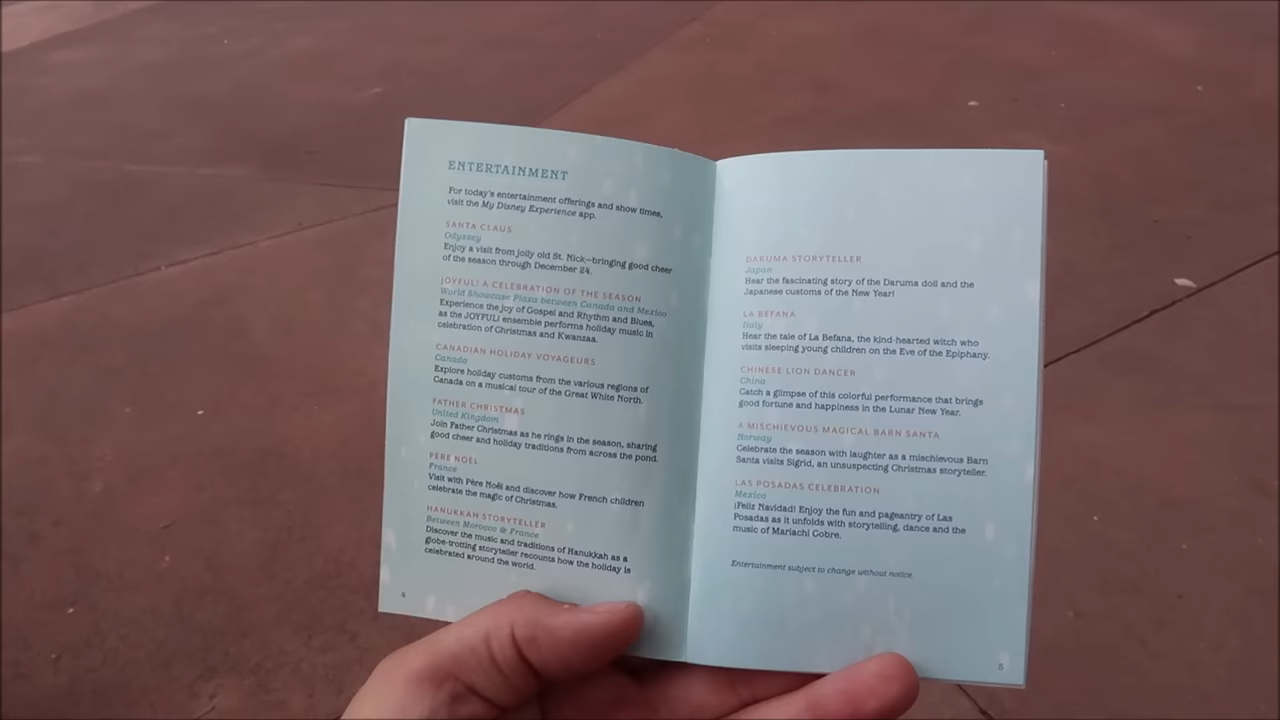 ENTERTAINMENT
For today's entertainment offerings and show times,
visit the My Disney Experience app.
SANTA CLAUS
Odyssey
Enjoy a visit from jolly old St. Nick—bringing good cheer
of the season through December 24.
JOYFUL! A CELEBRATION OF THE SEASON
World Showcase Plaza between Canada and Mexico
Experience the joy of Gospel and Rhythm and Blues,
as the JOYFUL! ensemble performs holiday music in
celebration of Christmas and Kwanzaa.
CANADIAN HOLIDAY VOYAGEURS
Canada
Explore holiday customs from the various regions of
Canada on a musical tour of the Great White North.
FATHER CHRISTMAS
United Kingdom
Join Father Christmas as he rings in the season, sharing
good cheer and holiday traditions from across the pond.
PÈRE NOËL
France
Visit with Père Noël and discover how French children
celebrate the magic of Christmas.
HANUKKAH STORYTELLER
Between Morocco & France
Discover the music and traditions of Hanukkah as a
globe-trotting storyteller recounts how the holiday is
celebrated around the world.
4
DARUMA STORYTELLER
Japan
Hear the fascinating story of the Daruma doll and the
Japanese customs of the New Year!
LA BEFANA
Italy
Hear the tale of La Befana, the kind-hearted witch who
visits sleeping young children on the Eve of the Epiphany.
CHINESE LION DANCER
China
Catch a glimpse of this colorful performance that brings
good fortune and happiness in the Lunar New Year.
A MISCHIEVOUS MAGICAL BARN SANTA
Norway
Celebrate the season with laughter as a mischievous Barn
Santa visits Sigrid, an unsuspecting Christmas storyteller.
LAS POSADAS CELEBRATION
Mexico
¡Feliz Navidad! Enjoy the fun and pageantry of Las
Posadas as it unfolds with storytelling, dance and the
music of Mariachi Cobre.
Entertainment subject to change without notice.
5